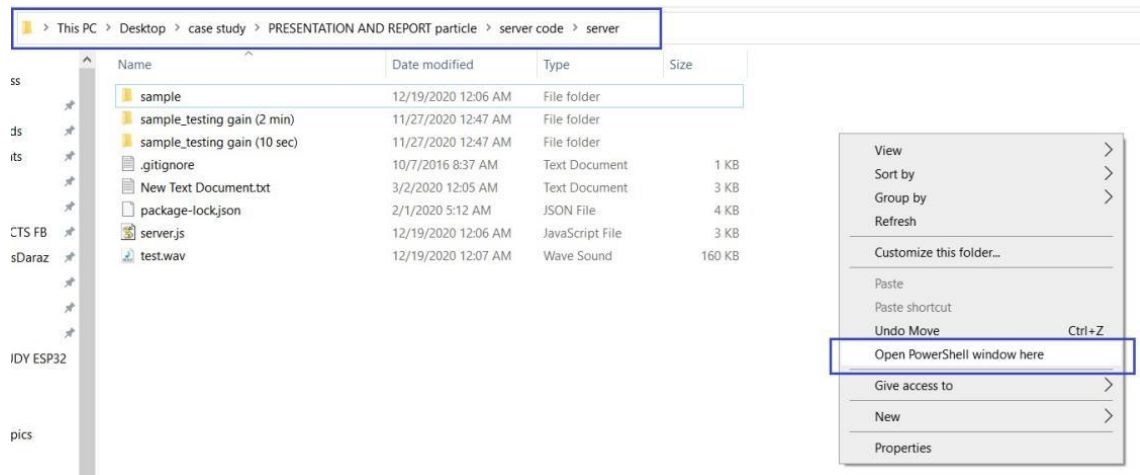 > This PC > Desktop > case study > PRESENTATION AND REPORT particle > server code > server
Name Date modified Type Size
ss
sample 12/19/2020 12:06 AM File folder
sample_testing gain (2 min) 11/27/2020 12:47 AM File folder
ds
sample_testing gain (10 sec) 11/27/2020 12:47 AM File folder
its
.gitignore 10/7/2016 8:37 AM Text Document 1 KB
New Text Document.txt 3/2/2020 12:05 AM Text Document 3 KB
package-lock.json 2/1/2020 5:12 AM JSON File 4 KB
CTS FB
server.js 12/19/2020 12:06 AM JavaScript File 3 KB
sDaraz
test.wav 12/19/2020 12:07 AM Wave Sound 160 KB
JDY ESP32
pics
View
Sort by
Group by
Refresh
Customize this folder...
Paste
Paste shortcut
Undo Move Ctrl+Z
Open PowerShell window here
Give access to
New
Properties